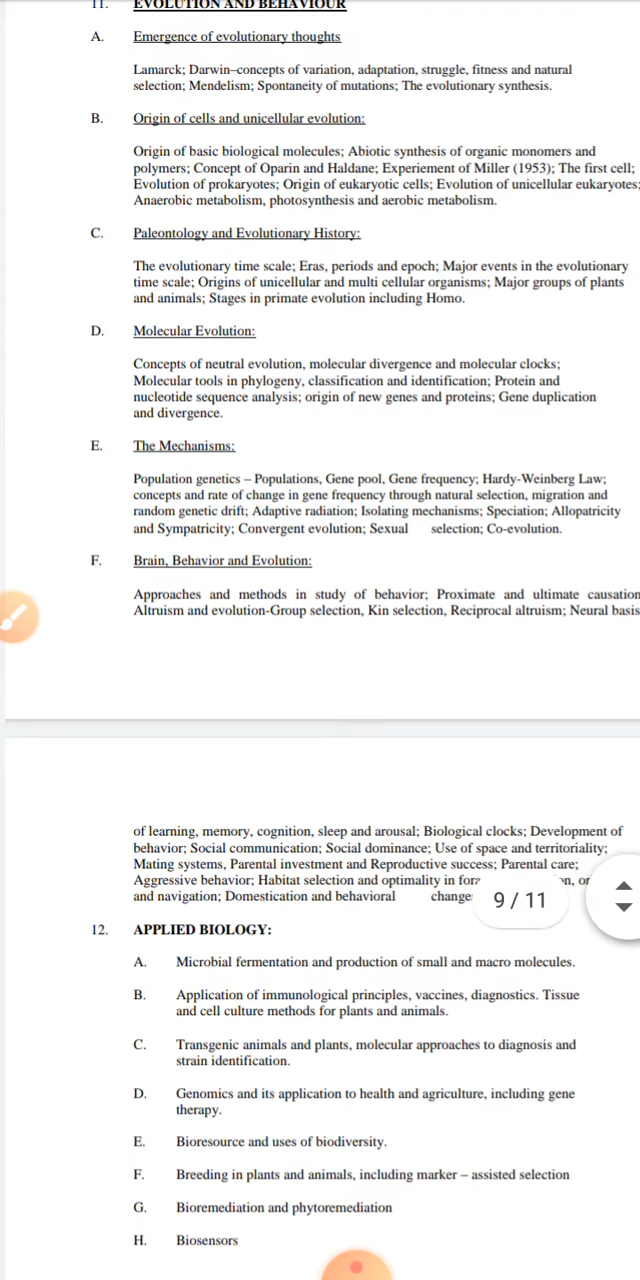 11. EVOLUTION AND BEHAVIOUR
A. Emergence of evolutionary thoughts
Lamarck; Darwin–concepts of variation, adaptation, struggle, fitness and natural
selection; Mendelism; Spontaneity of mutations; The evolutionary synthesis.
B. Origin of cells and unicellular evolution:
Origin of basic biological molecules; Abiotic synthesis of organic monomers and
polymers; Concept of Oparin and Haldane; Experiement of Miller (1953); The first cell;
Evolution of prokaryotes; Origin of eukaryotic cells; Evolution of unicellular eukaryotes;
Anaerobic metabolism, photosynthesis and aerobic metabolism.
C. Paleontology and Evolutionary History:
The evolutionary time scale; Eras, periods and epoch; Major events in the evolutionary
time scale; Origins of unicellular and multi cellular organisms; Major groups of plants
and animals; Stages in primate evolution including Homo.
D. Molecular Evolution:
Concepts of neutral evolution, molecular divergence and molecular clocks;
Molecular tools in phylogeny, classification and identification; Protein and
nucleotide sequence analysis; origin of new genes and proteins; Gene duplication
and divergence.
E. The Mechanisms:
Population genetics – Populations, Gene pool, Gene frequency; Hardy-Weinberg Law;
concepts and rate of change in gene frequency through natural selection, migration and
random genetic drift; Adaptive radiation; Isolating mechanisms; Speciation; Allopatricity
and Sympatricity; Convergent evolution; Sexual selection; Co-evolution.
F. Brain, Behavior and Evolution:
Approaches and methods in study of behavior; Proximate and ultimate causation
Altruism and evolution-Group selection, Kin selection, Reciprocal altruism; Neural basis
of learning, memory, cognition, sleep and arousal; Biological clocks; Development of
behavior; Social communication; Social dominance; Use of space and territoriality;
Mating systems, Parental investment and Reproductive success; Parental care;
Aggressive behavior; Habitat selection and optimality in
and navigation; Domestication and behavioral change
9 / 11
12. APPLIED BIOLOGY:
A. Microbial fermentation and production of small and macro molecules.
B. Application of immunological principles, vaccines, diagnostics. Tissue
and cell culture methods for plants and animals.
C. Transgenic animals and plants, molecular approaches to diagnosis and
strain identification.
D. Genomics and its application to health and agriculture, including gene
therapy.
E. Bioresource and uses of biodiversity.
F. Breeding in plants and animals, including marker – assisted selection
G. Bioremediation and phytoremediation
H. Biosensors